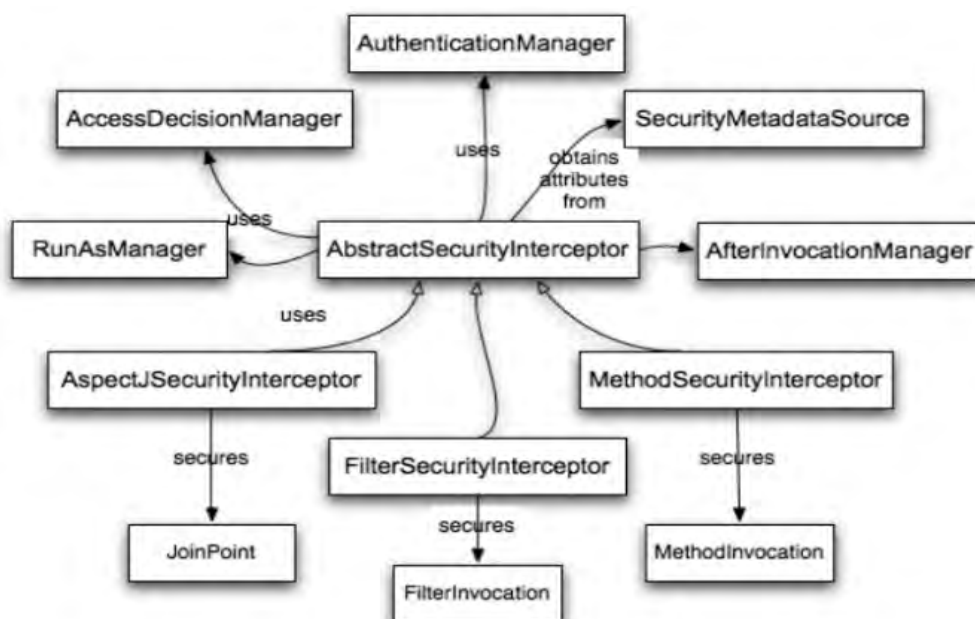 AuthenticationManager
AccessDecisionManager
SecurityMetadataSource
uses
obtains
attributes
from
uses
RunAsManager
AbstractSecurityInterceptor
AfterInvocationManager
uses
AspectJSecurityInterceptor
MethodSecurityInterceptor
secures
FilterSecurityInterceptor
secures
secures
JoinPoint
MethodInvocation
FilterInvocation